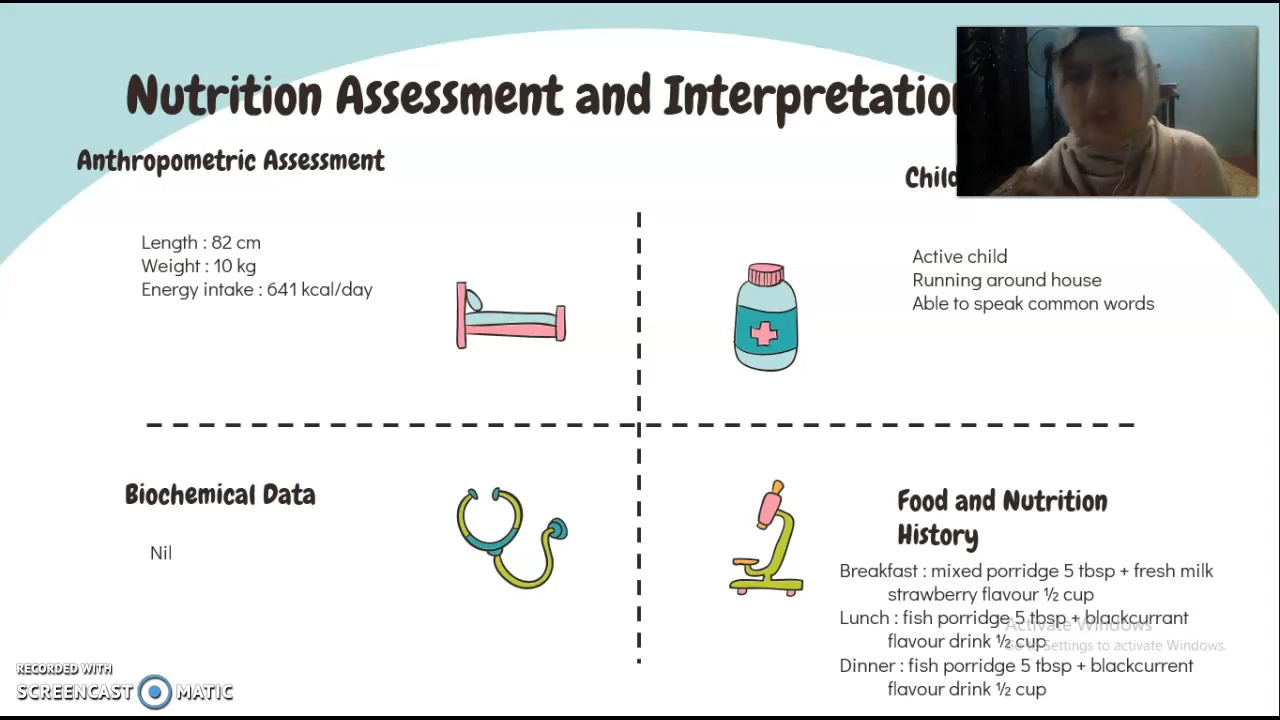 Nutrition Assessment and Interpretation
Anthropometric Assessment
Child
Length : 82 cm
Weight : 10 kg
Energy intake : 641 kcal/day
Active child
Running around house
Able to speak common words
Biochemical Data
Nil
Food and Nutrition
History
Breakfast : mixed porridge 5 tbsp + fresh milk
strawberry flavour ½ cup
Lunch : fish porridge 5 tbsp + blackcurrant
flavour drink ½ cup
Dinner : fish porridge 5 tbsp + blackcurrent
flavour drink ½ cup
Activate Windows
Go to Settings to activate Windows.
RECORDED WITH
SCREENCAST MATIC